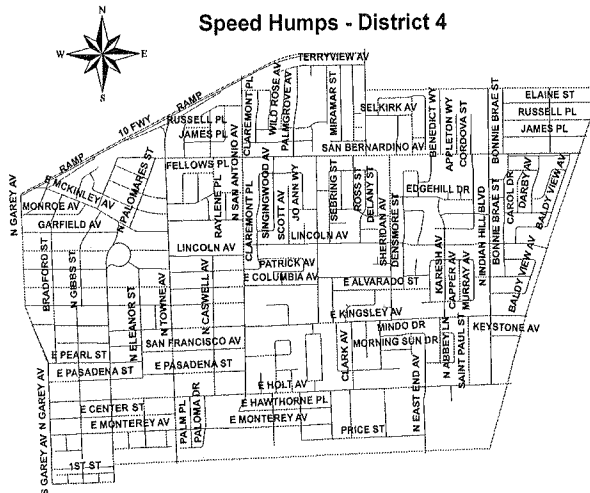 Speed Humps - District 4
N
W
E
S
TERRYVIEW AV
RAMP
10 FWY
RAMP
RUSSELL PL
JAMES PL
N SAN ANTONIO AV
CLAREMONT PL
WILD ROSE AV
PALMGROVE AV
MIRAMAR ST
SELKIRK AV
SAN BERNARDINO AV
BENEDICT WY
APPLETON WY
CORDOVA ST
BONNIE BRAE ST
ELAINE ST
RUSSELL PL
JAMES PL
N GAREY AV
E MCKINLEY AV
MONROE AV
GARFIELD AV
N PALOMARES ST
FELLOWS PL
RAYLENE PL
CLAREMONT PL
SINGINGWOOD AV
SCOTT AV
JO ANN WY
SEBRING ST
ROSS ST
DELANY ST
SHERIDAN AV
DENSMORE ST
EDGEHILL DR
N INDIAN HILL BLVD
BONNIE BRAE ST
CAROL DR
DARBY AV
BALDY VIEW AV
LINCOLN AV
LINCOLN AV
BRADFORD ST
N GIBBS ST
N ELEANOR ST
N TOWNE AV
N CASWELL AV
PATRICK AV
E COLUMBIA AV
E ALVARADO ST
KARESH AV
CAPPER AV
MURRAY AV
BALDY VIEW AV
E KINGSLEY AV
MINDO DR
MORNING SUN DR
KEYSTONE AV
SAN FRANCISCO AV
CLARK AV
N ABBEY LN
SAINT PAUL ST
E PEARL ST
E PASADENA ST
E PASADENA ST
N GAREY AV
E HOLT AV
E HAWTHORNE PL
E MONTEREY AV
N EAST END AV
E CENTER ST
E MONTEREY AV
PALM PL
PALOMA DR
PRICE ST
S GAREY AV
1ST ST